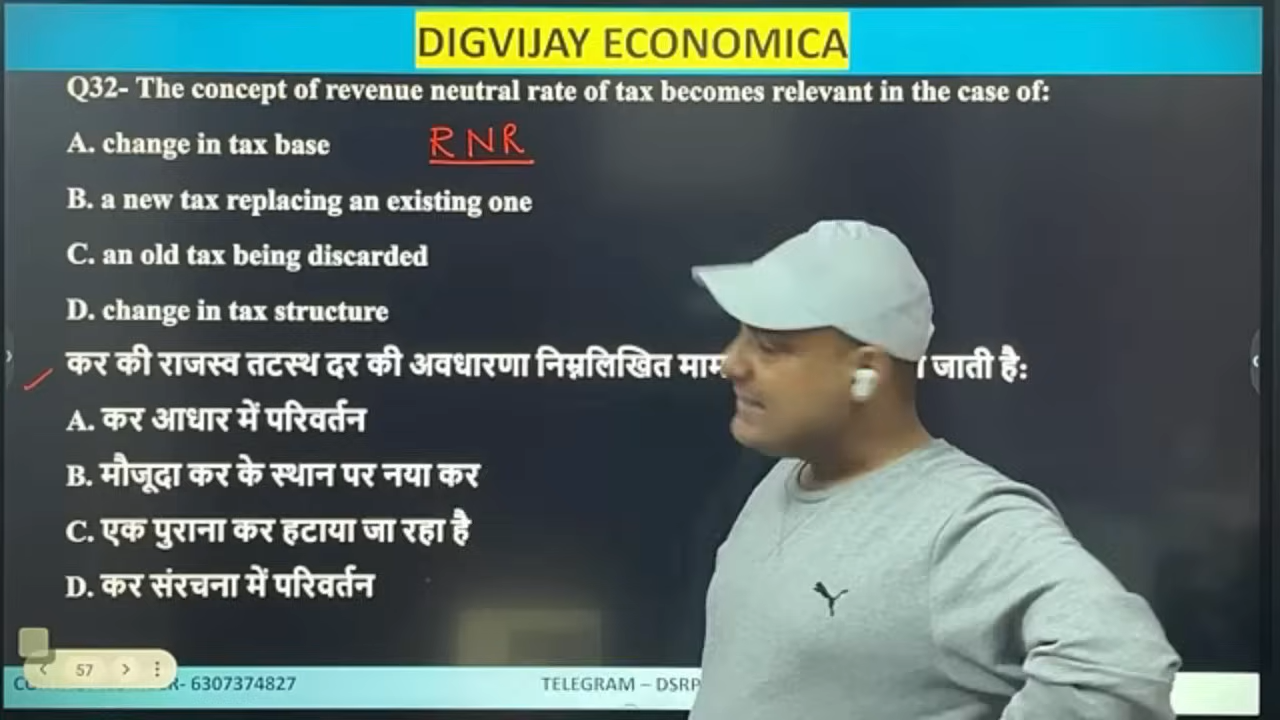 DIGVIJAY ECONOMICA
Q32- The concept of revenue neutral rate of tax becomes relevant in the case of:
A. change in tax base
RNR
B. a new tax replacing an existing one
C. an old tax being discarded
D. change in tax structure
कर की राजस्व तटस्थ दर की अवधारणा निम्नलिखित जाती है:
A. कर आधार में परिवर्तन
B. मौजूदा कर के स्थान पर नया कर
C. एक पुराना कर हटाया जा रहा है
D. कर संरचना में परिवर्तन
57
R- 6307374827
TELEGRAM – DSRP